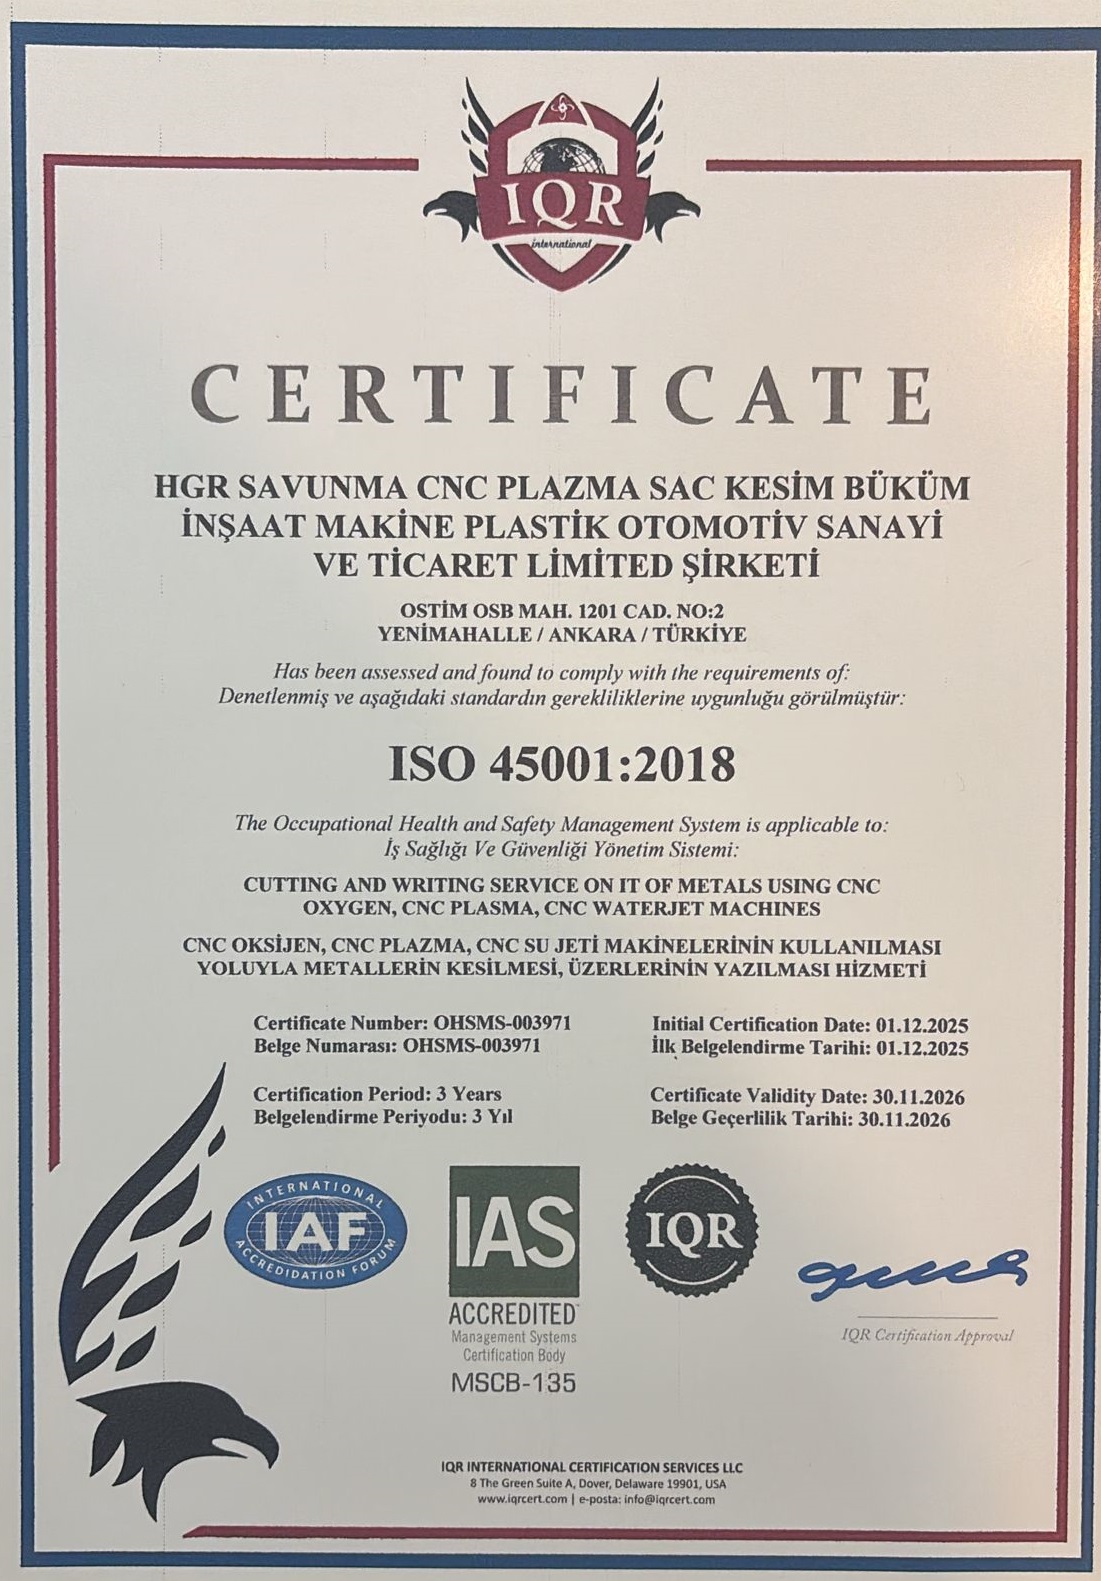 IQR
international
CERTIFICATE
HGR SAVUNMA CNC PLAZMA SAC KESİM BÜKÜM
İNŞAAT MAKİNE PLASTİK OTOMOTİV SANAYİ
VE TİCARET LİMİTED ŞİRKETİ
OSTİM OSB MAH. 1201 CAD. NO:2
YENİMAHALLE / ANKARA / TÜRKİYE
Has been assessed and found to comply with the requirements of:
Denetlenmiş ve aşağıdaki standardın gerekliliklerine uygunluğu görülmüştür:
ISO 45001:2018
The Occupational Health and Safety Management System is applicable to:
İş Sağlığı Ve Güvenliği Yönetim Sistemi:
CUTTING AND WRITING SERVICE ON IT OF METALS USING CNC
OXYGEN, CNC PLASMA, CNC WATERJET MACHINES
CNC OKSİJEN, CNC PLAZMA, CNC SU JETİ MAKİNELERİNİN KULLANILMASI
YOLUYLA METALLERİN KESİLMESİ, ÜZERLERİNİN YAZILMASI HİZMETİ
Certificate Number: OHSMS-003971
Belge Numarası: OHSMS-003971
Initial Certification Date: 01.12.2025
İlk Belgelendirme Tarihi: 01.12.2025
Certification Period: 3 Years
Belgelendirme Periyodu: 3 Yıl
Certificate Validity Date: 30.11.2026
Belge Geçerlilik Tarihi: 30.11.2026
INTERNATIONAL
IAF
ACCREDIDATION FORUM
IAS
ACCREDITED
Management Systems
Certification Body
MSCB-135
IQR
IQR Certification Approval
IQR INTERNATIONAL CERTIFICATION SERVICES LLC
8 The Green Suite A, Dover, Delaware 19901, USA
www.iqrcert.com | e-posta: info@iqrcert.com